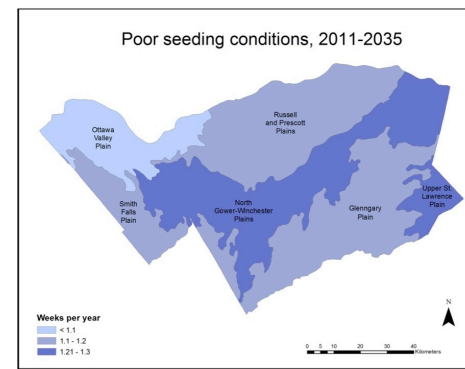 Poor seeding conditions, 2011-2035
Ottawa
Valley
Plain
Russell
and Prescott
Plains
Smith
Falls
Plain
North
Gower-Winchester
Plains
Glenngary
Plain
Upper St.
Lawrence
Plain
Weeks per year
< 1.1
1.1 - 1.2
1.21 - 1.3
N
0 5 10 20 30 40
Kilometers